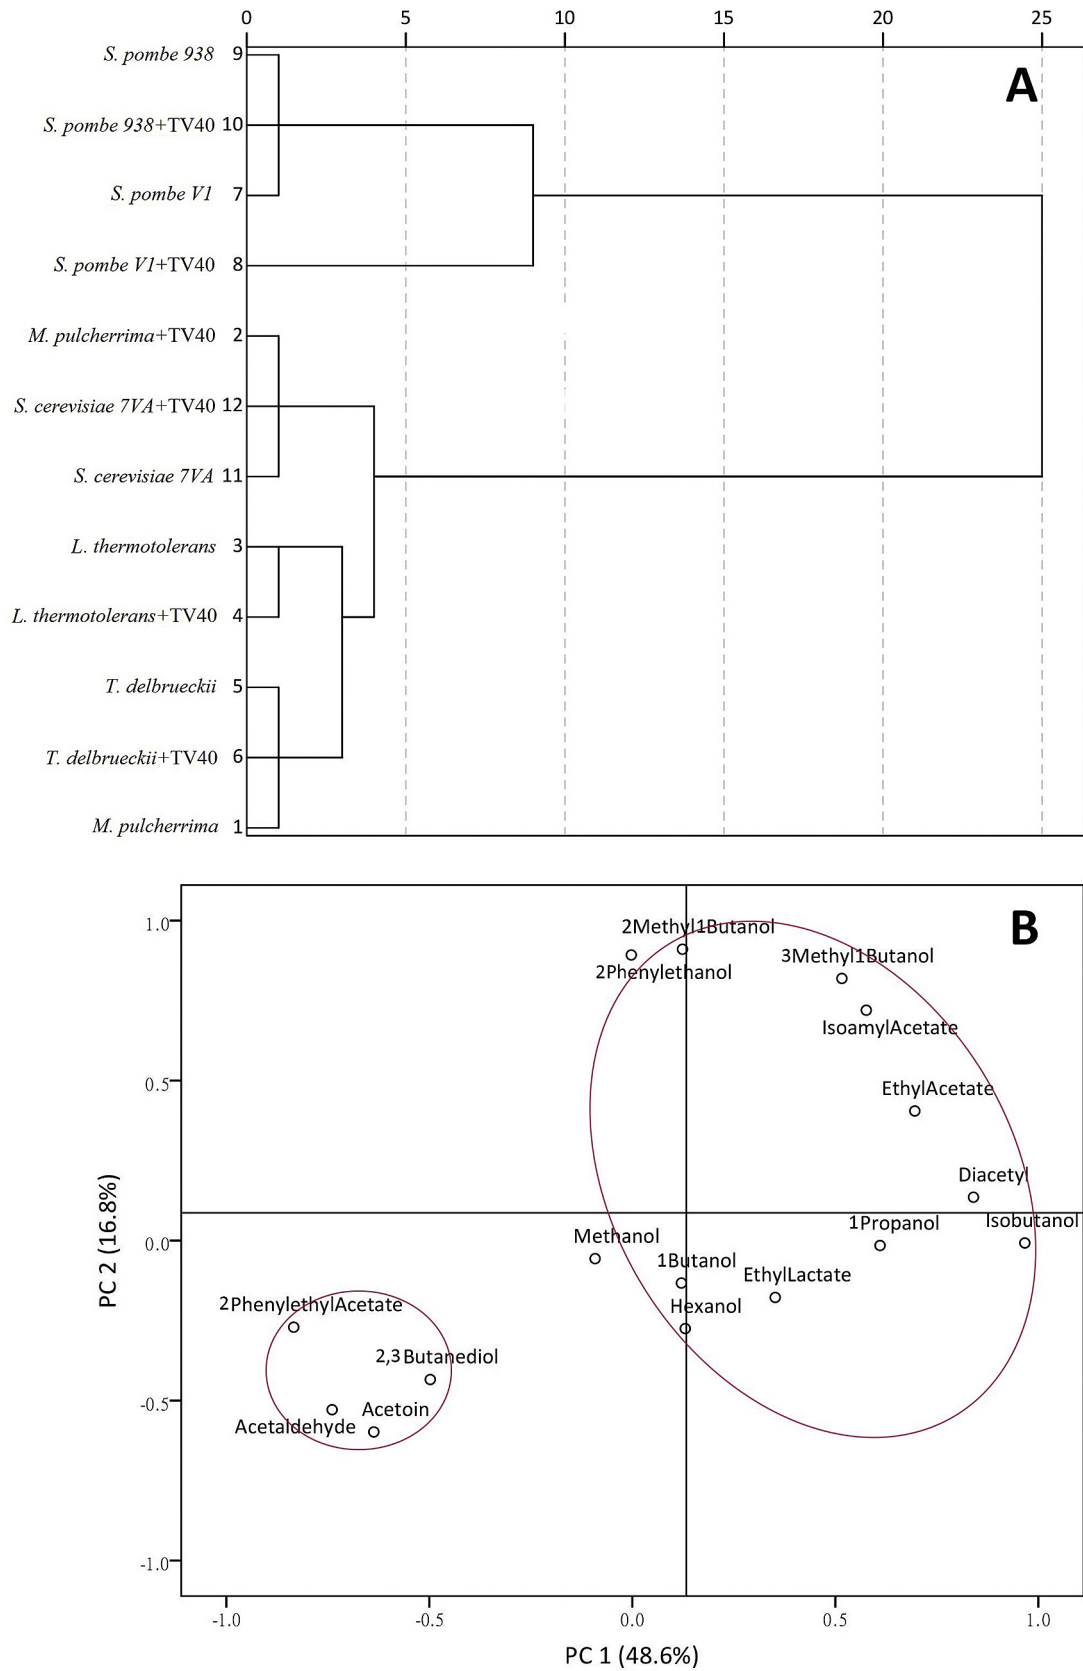 0 5 10 15 20 25
A
S. pombe 938 9
S. pombe 938+TV40 10
S. pombe V1 7
S. pombe V1+TV40 8
M. pulcherrima+TV40 2
S. cerevisiae 7VA+TV40 12
S. cerevisiae 7VA 11
L. thermotolerans 3
L. thermotolerans+TV40 4
T. delbrueckii 5
T. delbrueckii+TV40 6
M. pulcherrima 1
B
1.0
2Methyl1Butanol
3Methyl1Butanol
2Phenylethanol
IsoamylAcetate
0.5
EthylAcetate
Diacetyl
Isobutanol
1Propanol
Methanol
0.0
1Butanol
EthylLactate
2PhenylethylAcetate
Hexanol
2,3Butanediol
-0.5
Acetoin
Acetaldehyde
-1.0
PC 2 (16.8%)
-1.0 -0.5 0.0 0.5 1.0
PC 1 (48.6%)